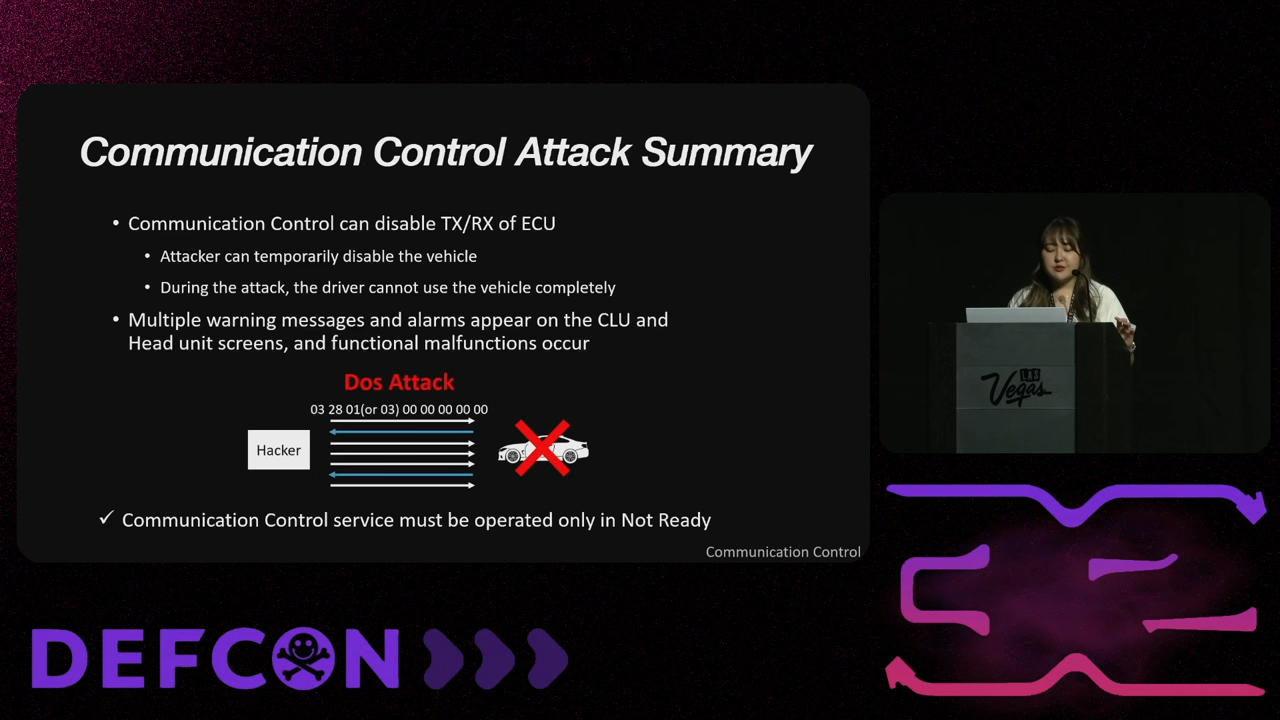 Communication Control Attack Summary
• Communication Control can disable TX/RX of ECU
• Attacker can temporarily disable the vehicle
• During the attack, the driver cannot use the vehicle completely
• Multiple warning messages and alarms appear on the CLU and
Head unit screens, and functional malfunctions occur
Dos Attack
03 28 01(or 03) 00 00 00 00 00
Hacker
✓ Communication Control service must be operated only in Not Ready
Communication Control
LAS
Vegas
DEFCON